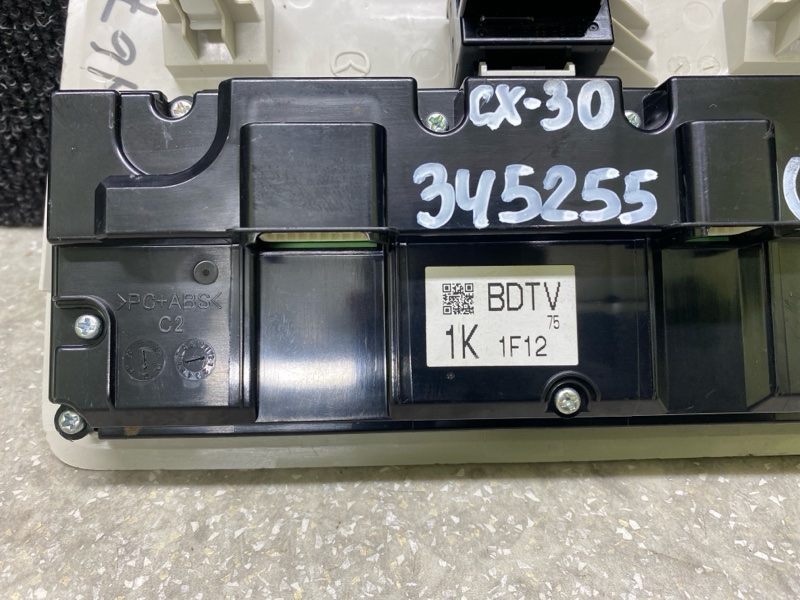 CX-30
345255
>PC+ABS<
C2
BDTV
75
1K 1F12